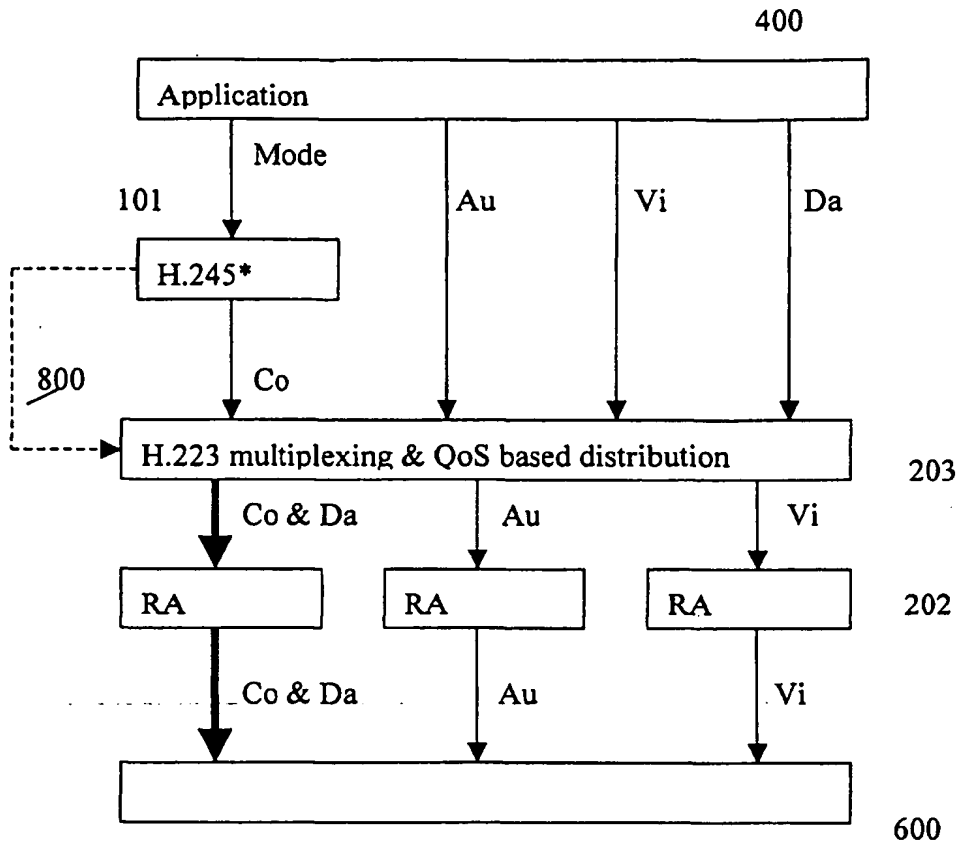 400
Application
Mode
101
Au
Vi
Da
H.245*
800
Co
H.223 multiplexing & QoS based distribution
203
Co & Da
Au
Vi
RA
RA
RA
202
Co & Da
Au
Vi
600